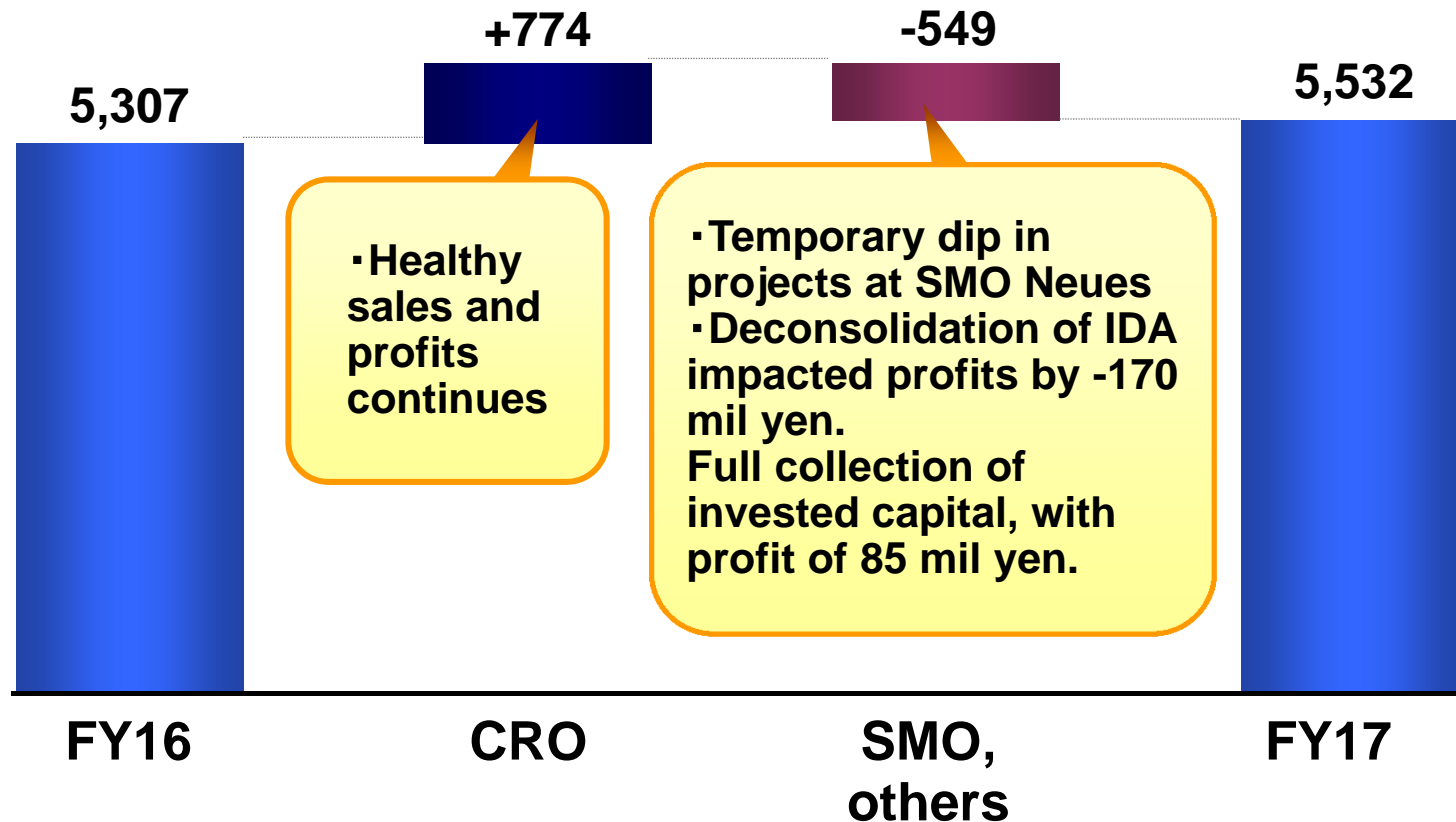 +774
-549
5,307
5,532
･Healthy
sales and
profits
continues
･Temporary dip in
projects at SMO Neues
･Deconsolidation of IDA
impacted profits by -170
mil yen.
Full collection of
invested capital, with
profit of 85 mil yen.
FY16
CRO
SMO,
others
FY17